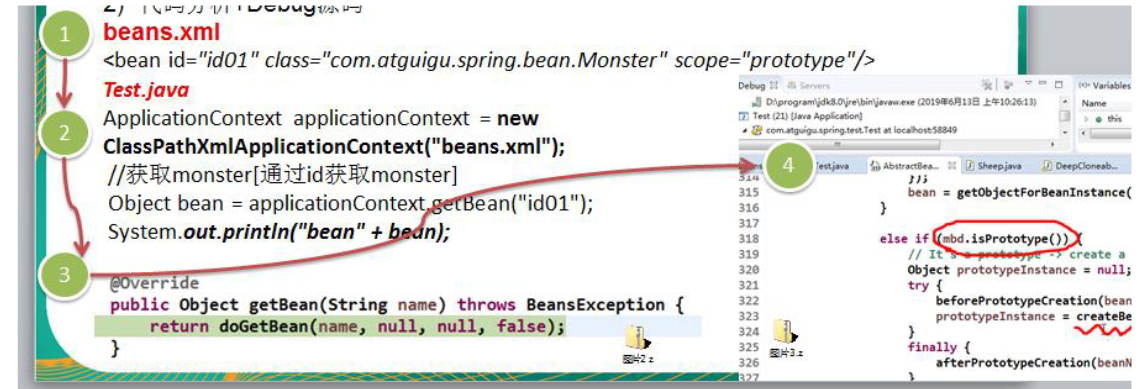 2) 代码分析+Debug源码
1
beans.xml
<bean id="id01" class="com.atguigu.spring.bean.Monster" scope="prototype"/>
Test.java
2
ApplicationContext applicationContext = new
ClassPathXmlApplicationContext("beans.xml");
//获取monster[通过id获取monster]
Object bean = applicationContext.getBean("id01");
System.out.println("bean" + bean);
3
@Override
public Object getBean(String name) throws BeansException {
return doGetBean(name, null, null, false);
}
图片2.z
Debug Servers
D:\program\jdk8.0\jre\bin\javaw.exe (2019年6月13日 上午10:26:13)
Test (21) [Java Application]
com.atguigu.spring.test.Test at localhost:58849
Variables
Name
this
4
Test.java AbstractBea... Sheep.java DeepCloneab...
314 });
315 bean = getObjectForBeanInstance(
316 }
317
318 else if (mbd.isPrototype()) {
319 // It's a prototype -> create a
320 Object prototypeInstance = null;
321 try {
322 beforePrototypeCreation(bean
323 prototypeInstance = createBe
324 }
325 finally {
326 afterPrototypeCreation(beanN
327 }
图片3.z